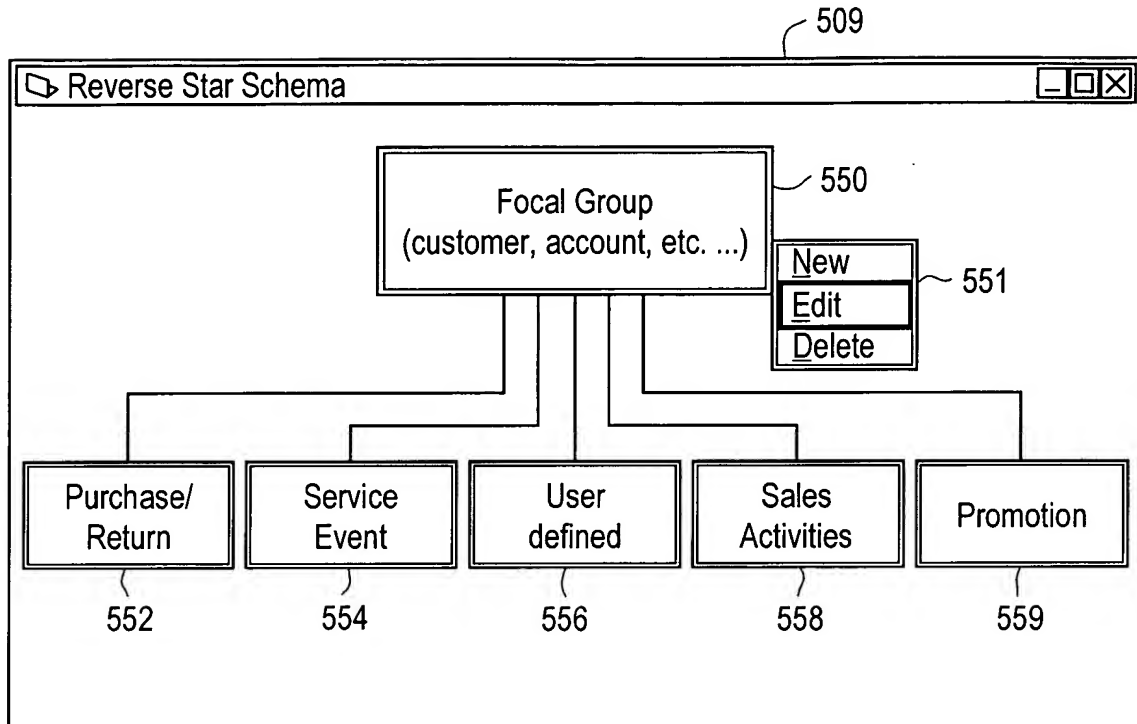 509
Reverse Star Schema
Focal Group
(customer, account, etc. ...)
550
New
Edit
Delete
551
Purchase/
Return
Service
Event
User
defined
Sales
Activities
Promotion
552
554
556
558
559